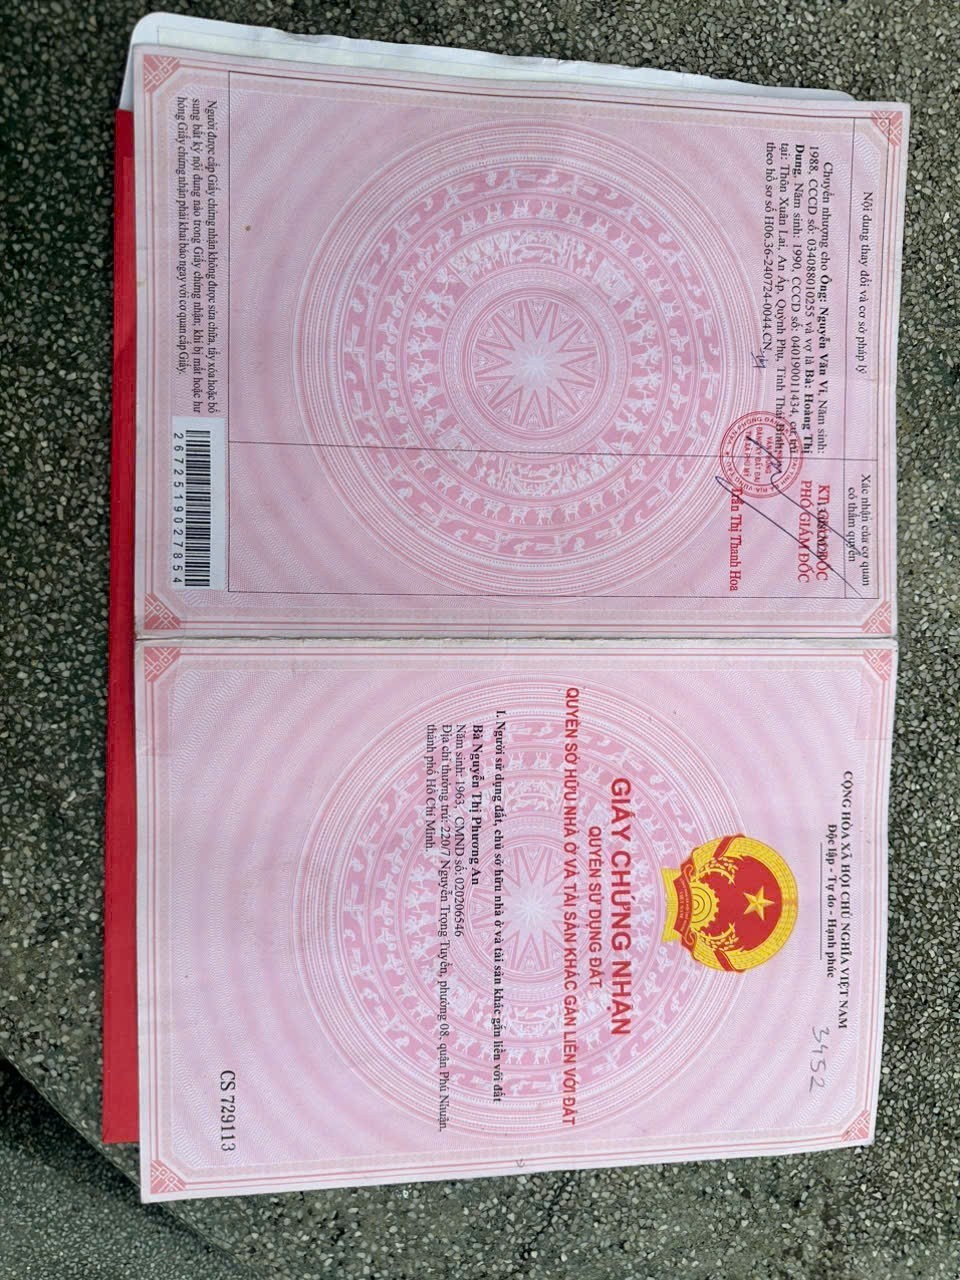 Nội dung thay đổi và cơ sở pháp lý
Xác nhận của cơ quan
có thẩm quyền
Chuyển nhượng cho Ông: Nguyễn Văn Vì, Năm sinh:
1988, CCCD số: 034088010255 và vợ là Bà: Hoàng Thị
Dung, Năm sinh: 1990, CCCD số: 040190011434, cư trú
tại: Thôn Xuân Lai, An Ấp, Quỳnh Phụ, Tỉnh Thái Bình
theo hồ sơ số H06.36-240724-0044.CN
KT. GIÁM ĐỐC
PHÓ GIÁM ĐỐC
Trần Thị Thanh Hoa
Người được cấp Giấy chứng nhận không được sửa chữa, tẩy xóa hoặc bổ
sung bất kỳ nội dung nào trong Giấy chứng nhận; khi bị mất hoặc hư
hỏng Giấy chứng nhận phải khai báo ngay với cơ quan cấp Giấy.
2672519027854
CỘNG HÒA XÃ HỘI CHỦ NGHĨA VIỆT NAM
Độc lập - Tự do - Hạnh phúc
3452
GIẤY CHỨNG NHẬN
QUYỀN SỬ DỤNG ĐẤT
QUYỀN SỞ HỮU NHÀ Ở VÀ TÀI SẢN KHÁC GẮN LIỀN VỚI ĐẤT
I. Người sử dụng đất, chủ sở hữu nhà ở và tài sản khác gắn liền với đất
Bà Nguyễn Thị Phương An
Năm sinh: 1963, CMND số: 020206546
Địa chỉ thường trú: 220/7 Nguyễn Trọng Tuyển, phường 08, quận Phú Nhuận,
thành phố Hồ Chí Minh.
CS 729113